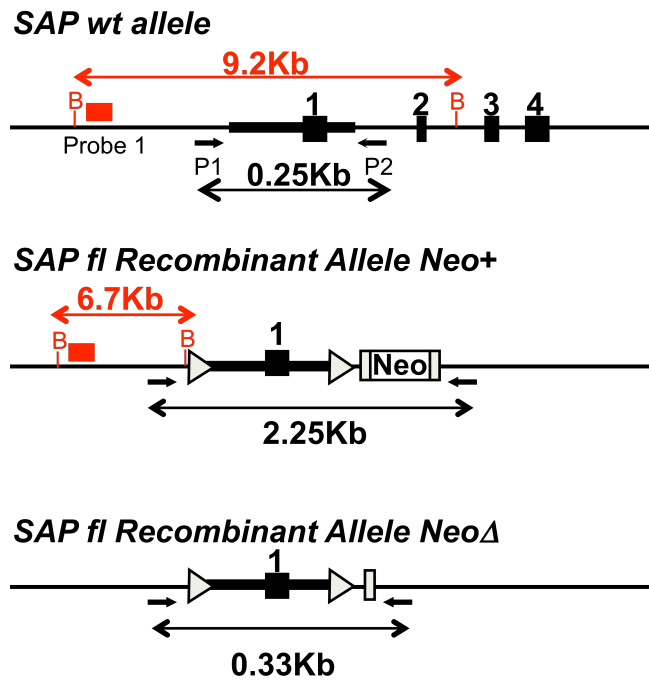 SAP wt allele
9.2Kb
B 1 2 B 3 4
Probe 1
P1 P2
0.25Kb
SAP fl Recombinant Allele Neo+
6.7Kb
B B 1
Neo
2.25Kb
SAP fl Recombinant Allele NeoΔ
1
0.33Kb